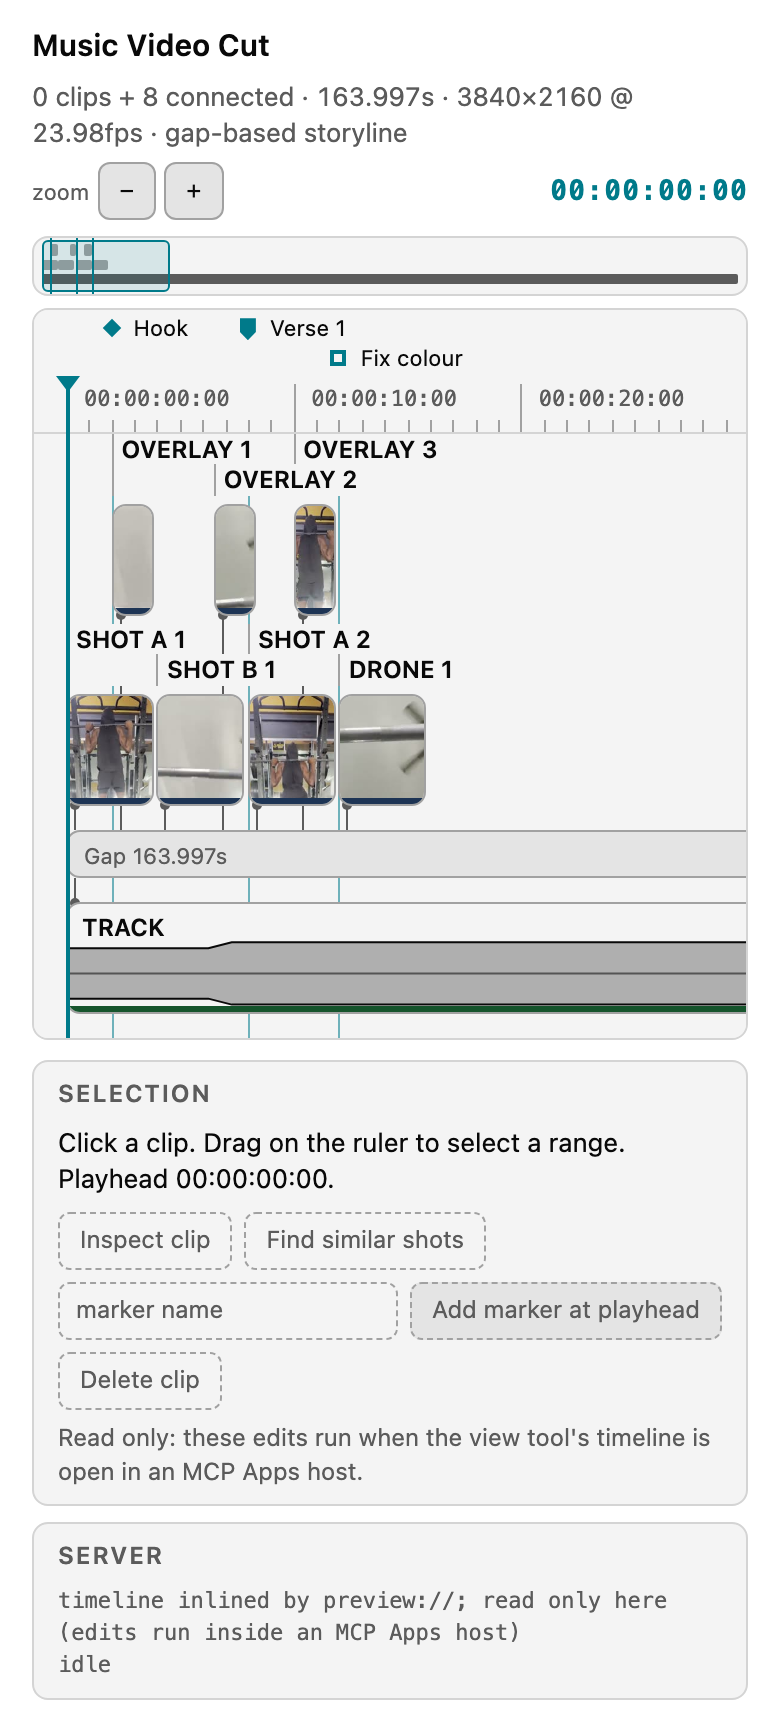 Music Video Cut
0 clips + 8 connected · 163.997s · 3840×2160 @
23.98fps · gap-based storyline
zoom − + 00:00:00:00
Hook Verse 1
Fix colour
00:00:00:00 00:00:10:00 00:00:20:00
OVERLAY 1 OVERLAY 3
OVERLAY 2
SHOT A 1 SHOT A 2
SHOT B 1 DRONE 1
Gap 163.997s
TRACK
SELECTION
Click a clip. Drag on the ruler to select a range.
Playhead 00:00:00:00.
Inspect clip Find similar shots
marker name Add marker at playhead
Delete clip
Read only: these edits run when the view tool's timeline is
open in an MCP Apps host.
SERVER
timeline inlined by preview://; read only here
(edits run inside an MCP Apps host)
idle